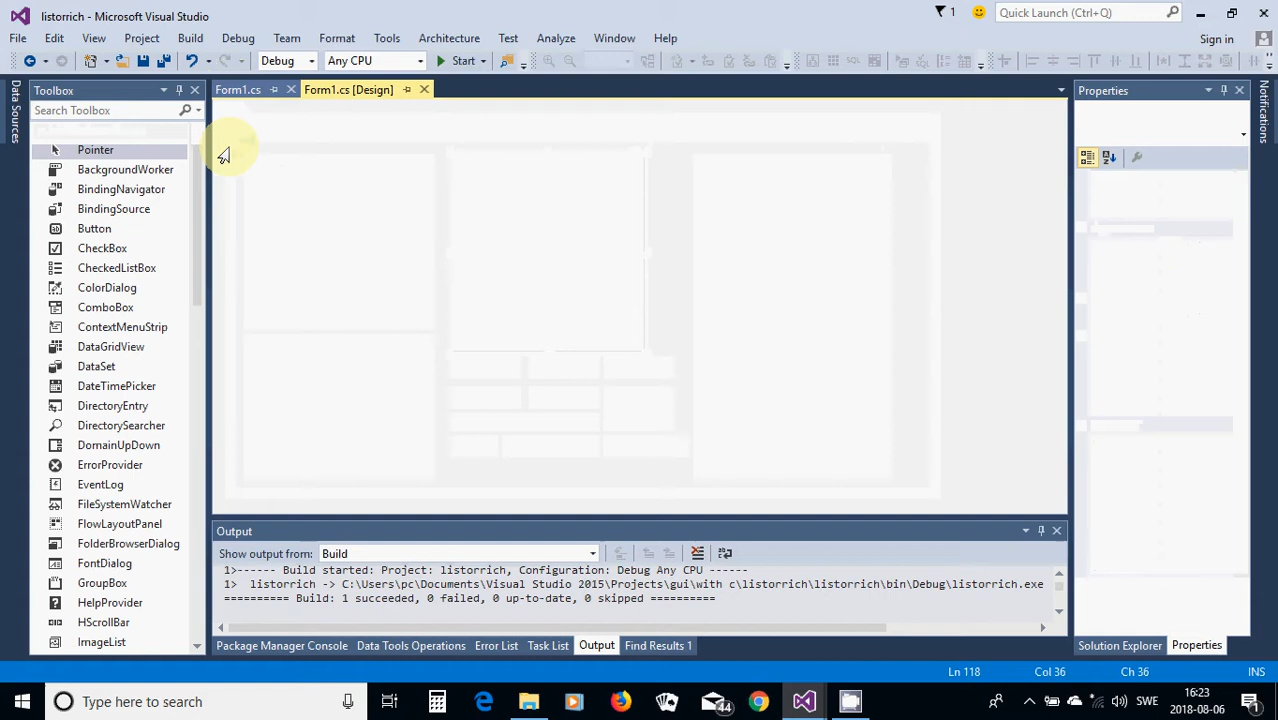 listorrich - Microsoft Visual Studio
1
Quick Launch (Ctrl+Q)
File Edit View Project Build Debug Team Format Tools Architecture Test Analyze Window Help
Sign in
Debug Any CPU Start
Data Sources
Toolbox
Form1.cs Form1.cs [Design]
Properties
Notifications
Search Toolbox
Pointer
BackgroundWorker
BindingNavigator
BindingSource
Button
CheckBox
CheckedListBox
ColorDialog
ComboBox
ContextMenuStrip
DataGridView
DataSet
DateTimePicker
DirectoryEntry
DirectorySearcher
DomainUpDown
ErrorProvider
EventLog
FileSystemWatcher
FlowLayoutPanel
FolderBrowserDialog
FontDialog
GroupBox
HelpProvider
HScrollBar
ImageList
Output
Show output from: Build
1>------ Build started: Project: listorrich, Configuration: Debug Any CPU ------
1>  listorrich -> C:\Users\pc\Documents\Visual Studio 2015\Projects\gui\with c\listorrich\listorrich\bin\Debug\listorrich.exe
========== Build: 1 succeeded, 0 failed, 0 up-to-date, 0 skipped ==========
Package Manager Console Data Tools Operations Error List Task List Output Find Results 1
Solution Explorer Properties
Ln 118 Col 36 Ch 36 INS
Type here to search
44
SWE
16:23
2018-08-06
1